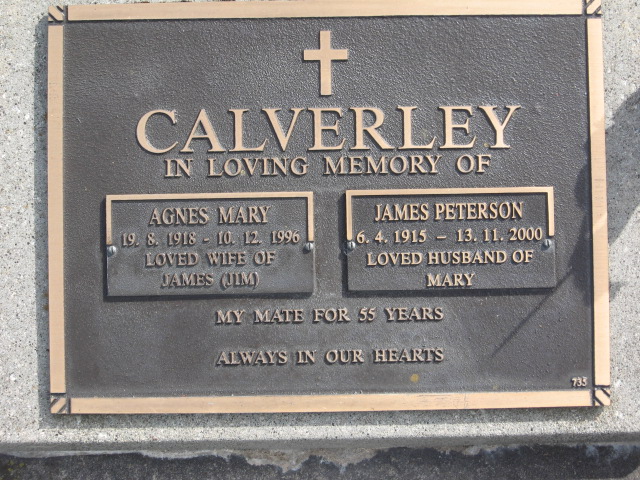 CALVERLEY
IN LOVING MEMORY OF
AGNES MARY
19. 8. 1918 - 10. 12. 1996
LOVED WIFE OF
JAMES (JIM)
JAMES PETERSON
6. 4. 1915 - 13. 11. 2000
LOVED HUSBAND OF
MARY
MY MATE FOR 55 YEARS
ALWAYS IN OUR HEARTS
735